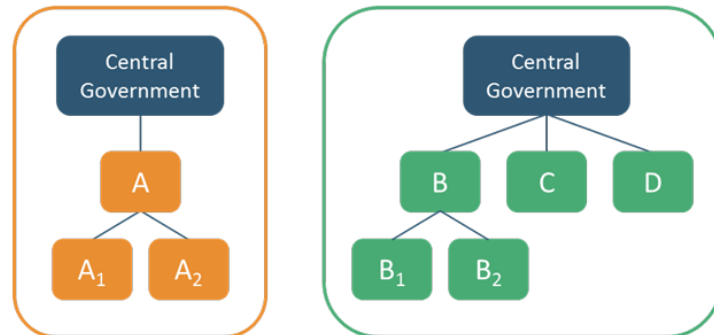 Central
Government
A
A₁
A₂
Central
Government
B
C
D
B₁
B₂